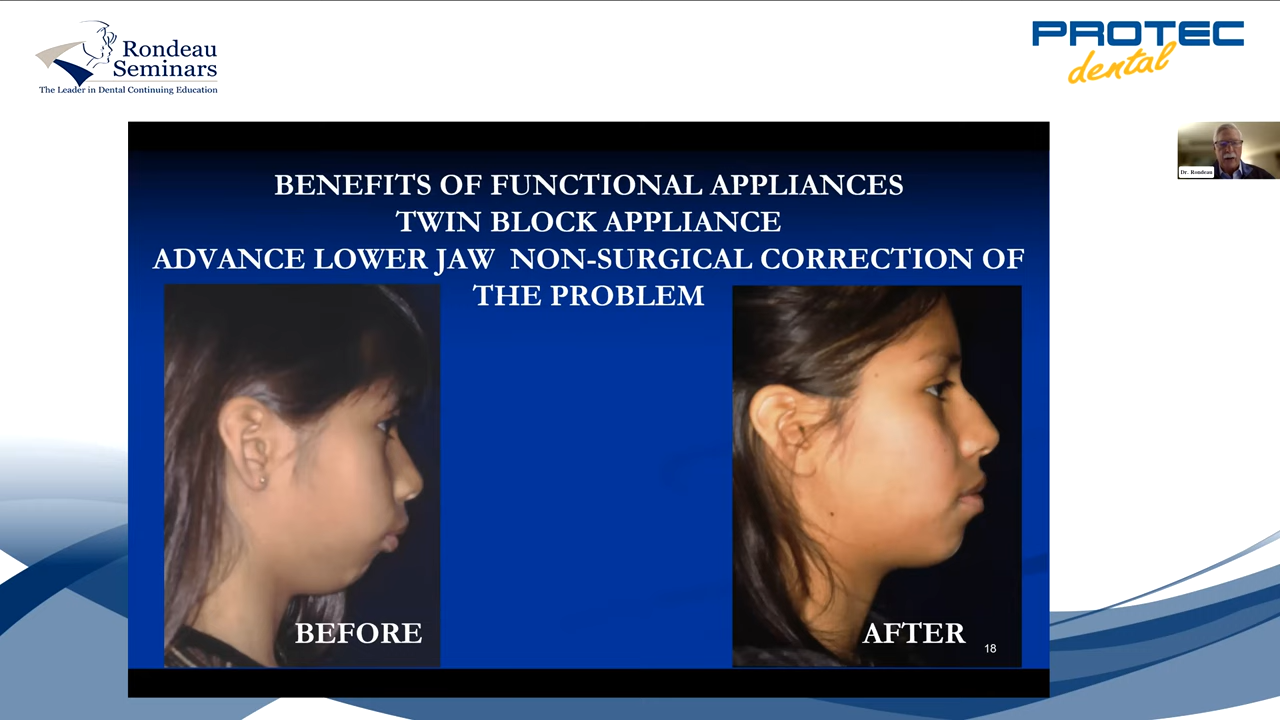 Rondeau
Seminars
The Leader in Dental Continuing Education
PROTEC
dental
Dr. Rondeau
BENEFITS OF FUNCTIONAL APPLIANCES
TWIN BLOCK APPLIANCE
ADVANCE LOWER JAW NON-SURGICAL CORRECTION OF
THE PROBLEM
BEFORE
AFTER
18